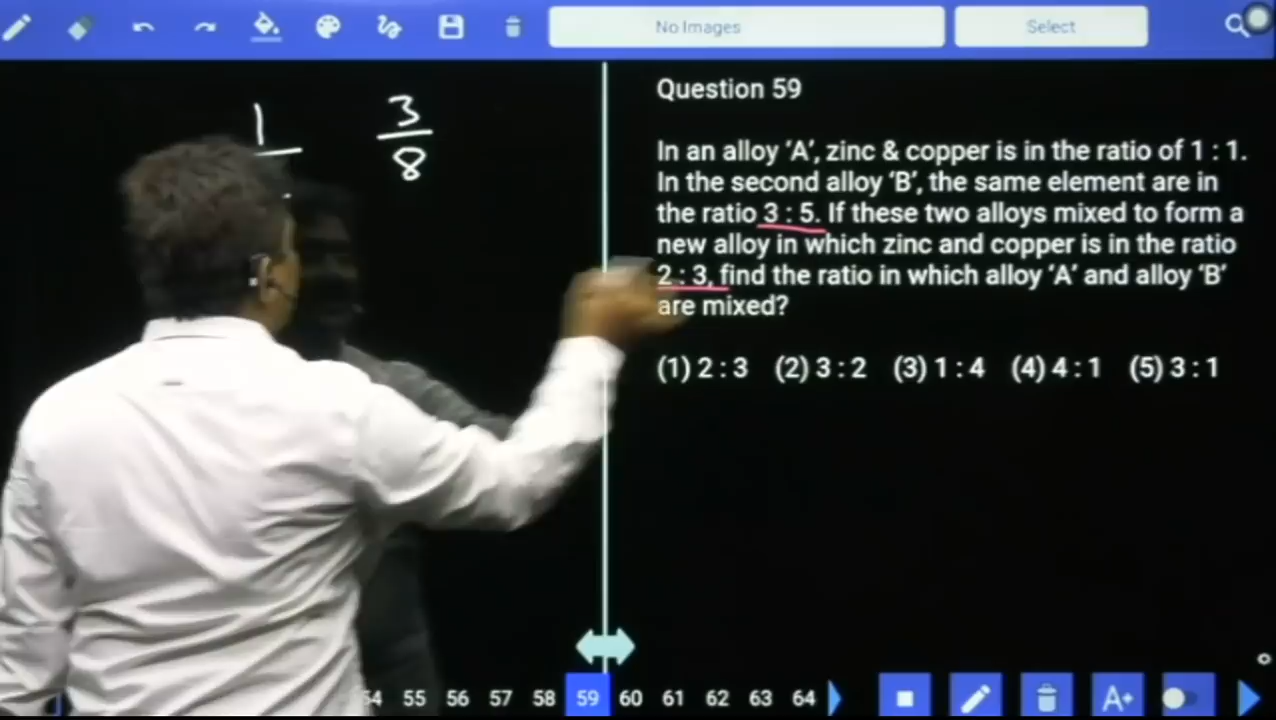 No Images
Select
1
3
8
Question 59
In an alloy ‘A’, zinc & copper is in the ratio of 1 : 1.
In the second alloy ‘B’, the same element are in
the ratio 3 : 5. If these two alloys mixed to form a
new alloy in which zinc and copper is in the ratio
2 : 3, find the ratio in which alloy ‘A’ and alloy ‘B’
are mixed?
(1) 2 : 3 (2) 3 : 2 (3) 1 : 4 (4) 4 : 1 (5) 3 : 1
54 55 56 57 58 59 60 61 62 63 64
A+